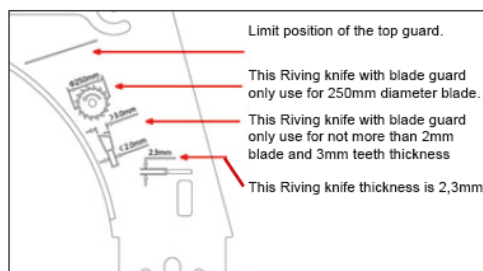 Limit position of the top guard.
Φ250mm
This Riving knife with blade guard
only use for 250mm diameter blade.
>3.0mm
This Riving knife with blade guard
only use for not more than 2mm
blade and 3mm teeth thickness
<2.0mm
2.3mm
This Riving knife thickness is 2,3mm